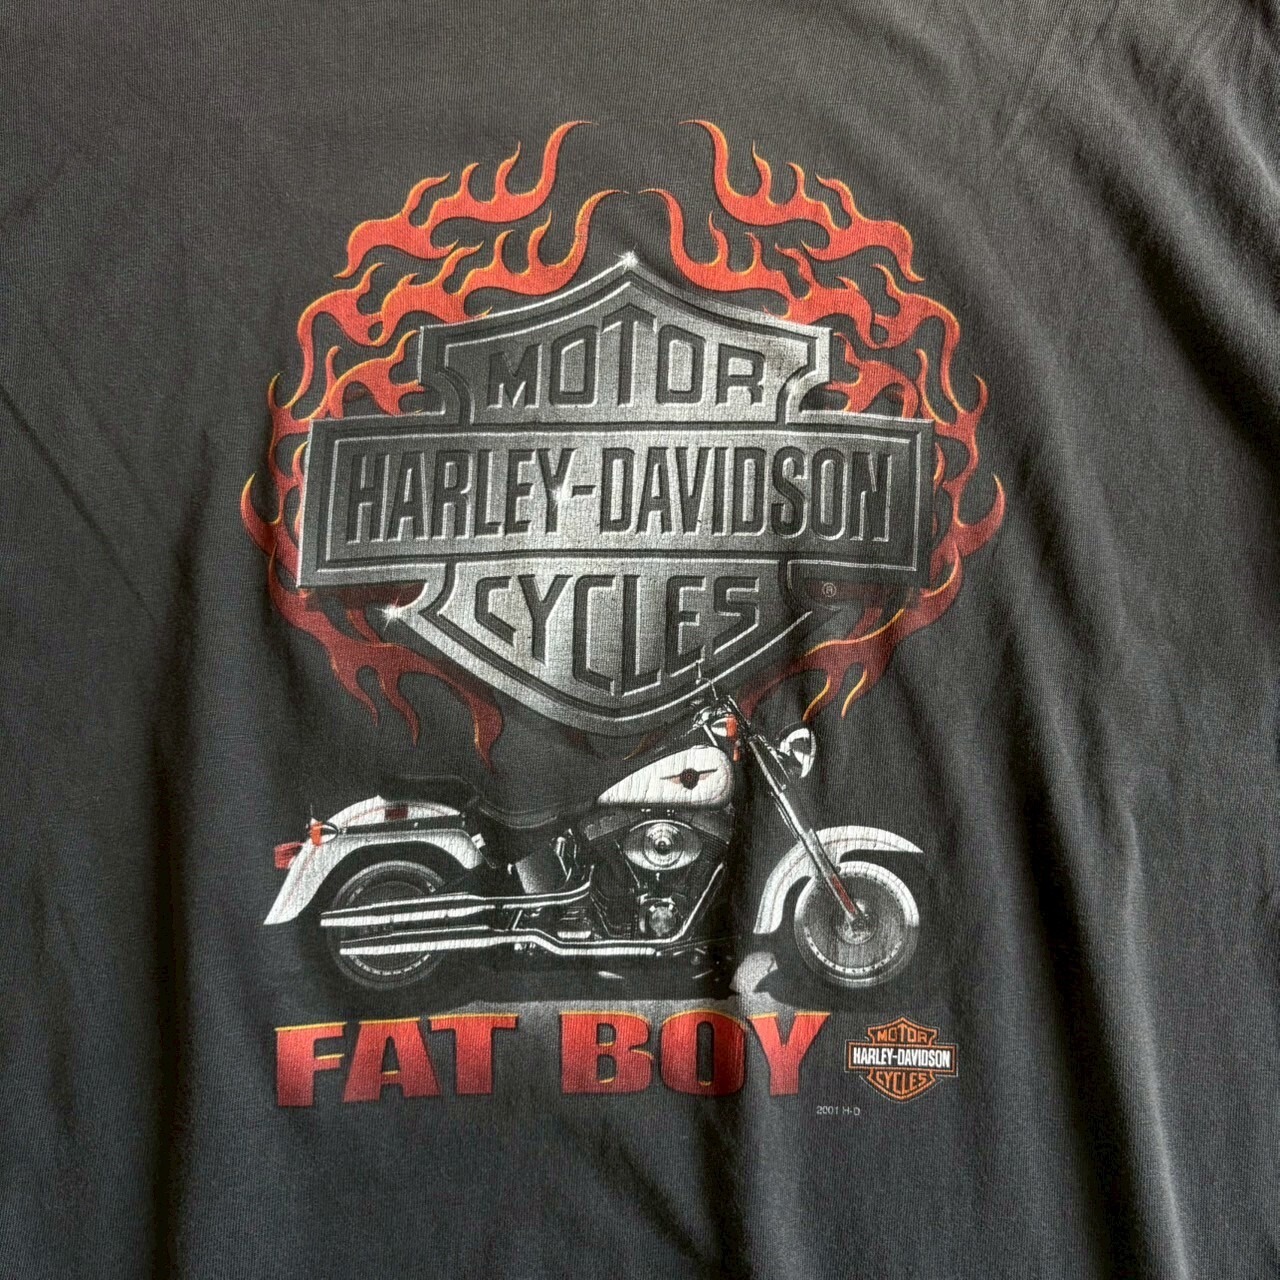 MOTOR
HARLEY-DAVIDSON
CYCLES
®
FAT BOY
MOTOR
HARLEY-DAVIDSON
CYCLES
2001 H-D